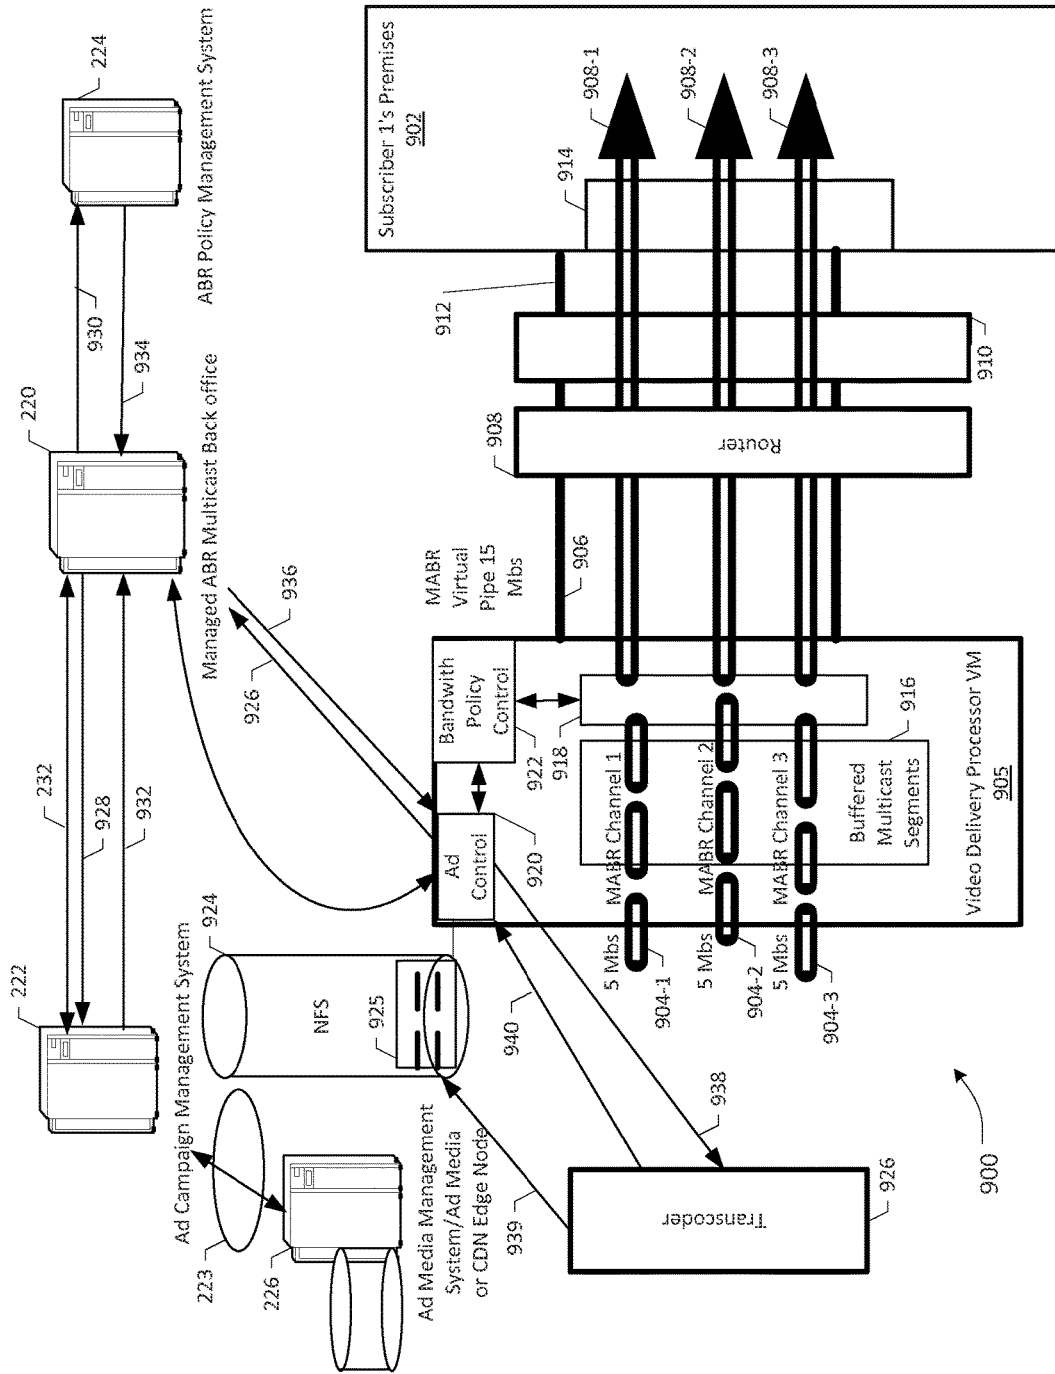 222
232
928
932
220
930
934
224
Ad Campaign Management System
Managed ABR Multicast Back office
ABR Policy Management System
223
226
924
NFS
925
Ad Media Management
System/Ad Media
or CDN Edge Node
926
936
939
940
938
Transcoder
926
900
Ad
Control
920
Bandwith
Policy
Control
922
918
MABR
Virtual
Pipe 15
Mbs
906
5 Mbs
MABR Channel 1
904-1
5 Mbs
MABR Channel 2
904-2
5 Mbs
MABR Channel 3
904-3
Buffered
Multicast
Segments
916
Video Delivery Processor VM
905
908
Router
910
912
914
Subscriber 1's Premises
902
908-1
908-2
908-3